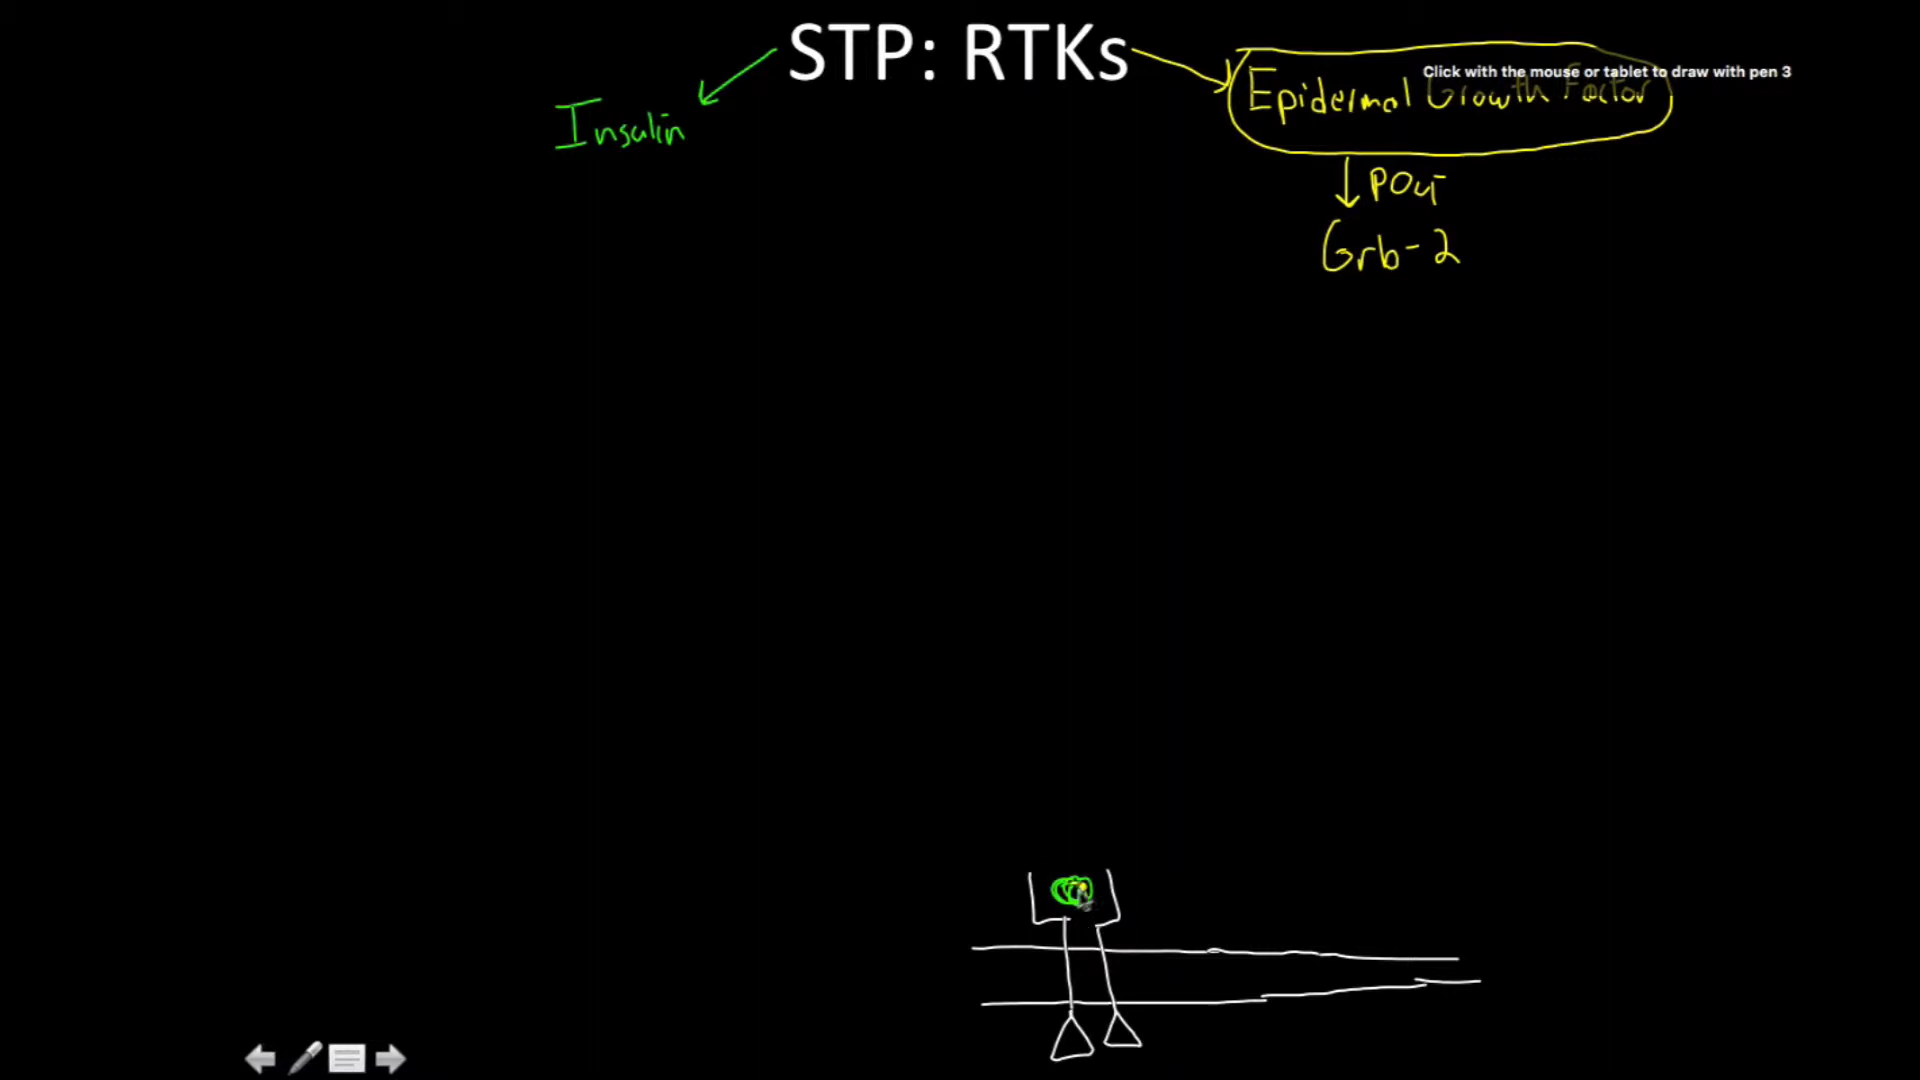 STP: RTKs
Insulin
Epidermal Growth Factor
Click with the mouse or tablet to draw with pen 3
POUT
Grb-2